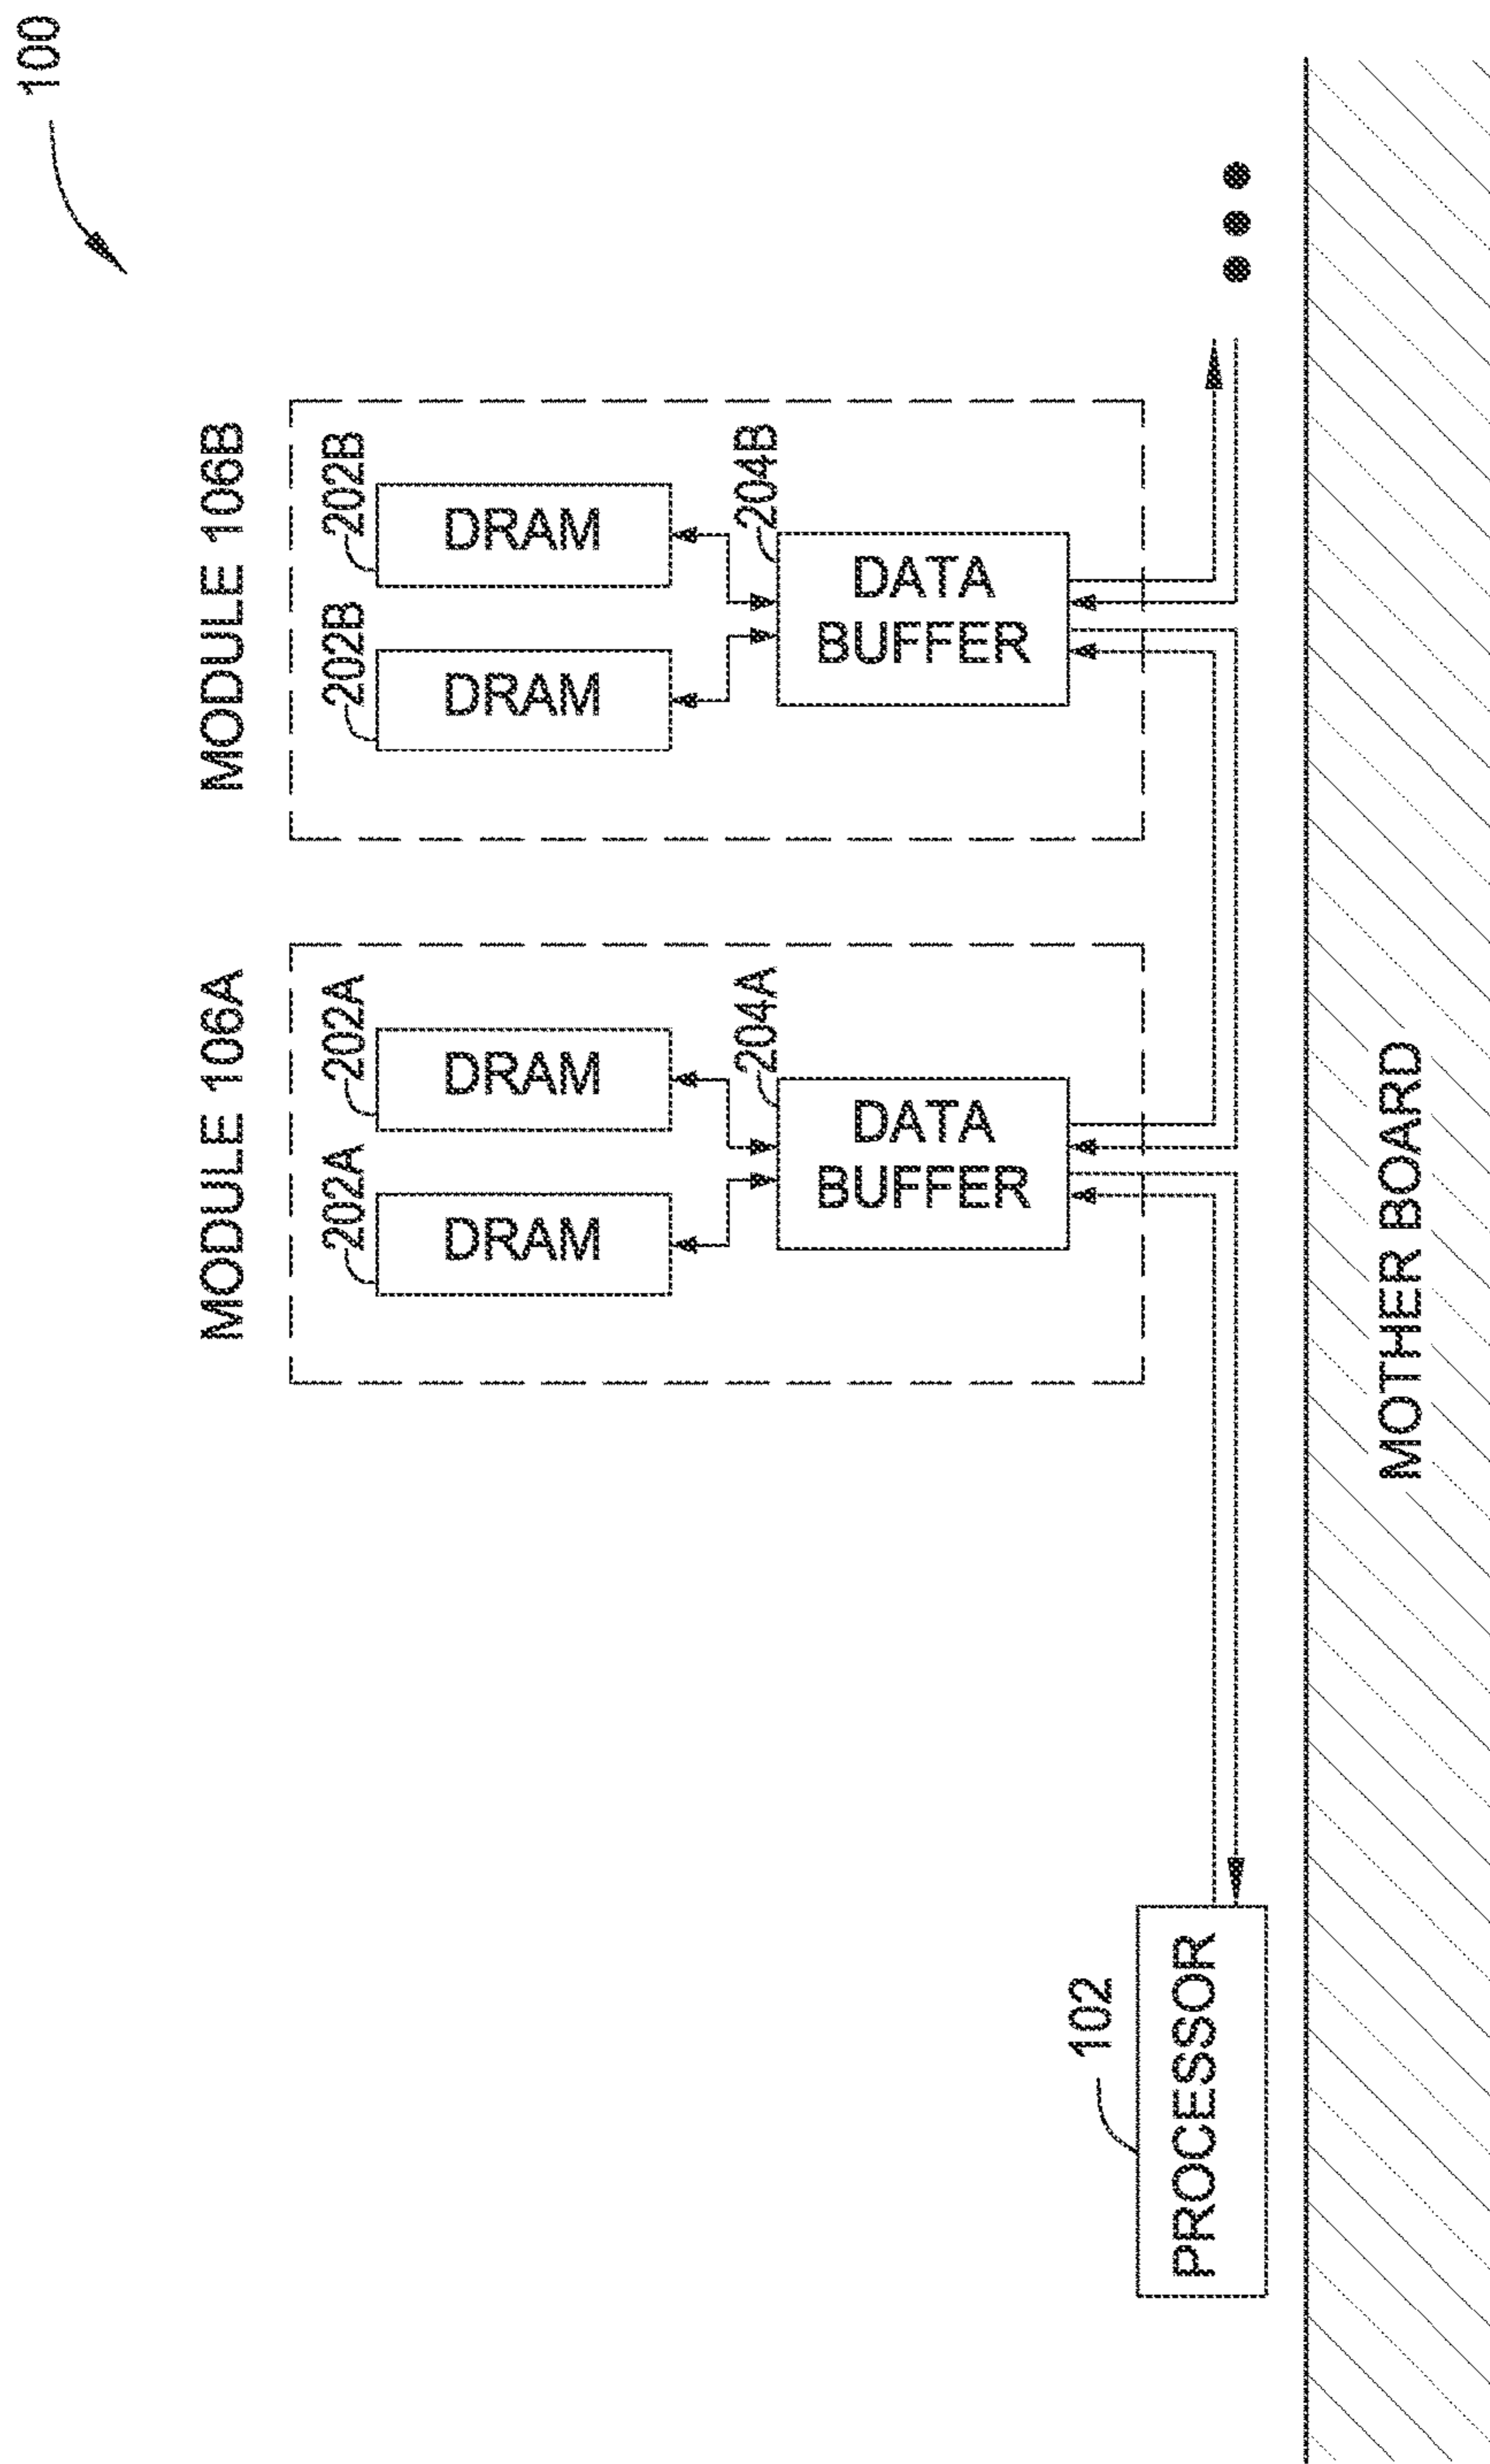 100
MODULE 106A
MODULE 106B
202A
202A
202B
202B
DRAM
DRAM
DRAM
DRAM
204A
204B
DATA
BUFFER
DATA
BUFFER
102
PROCESSOR
MOTHER BOARD